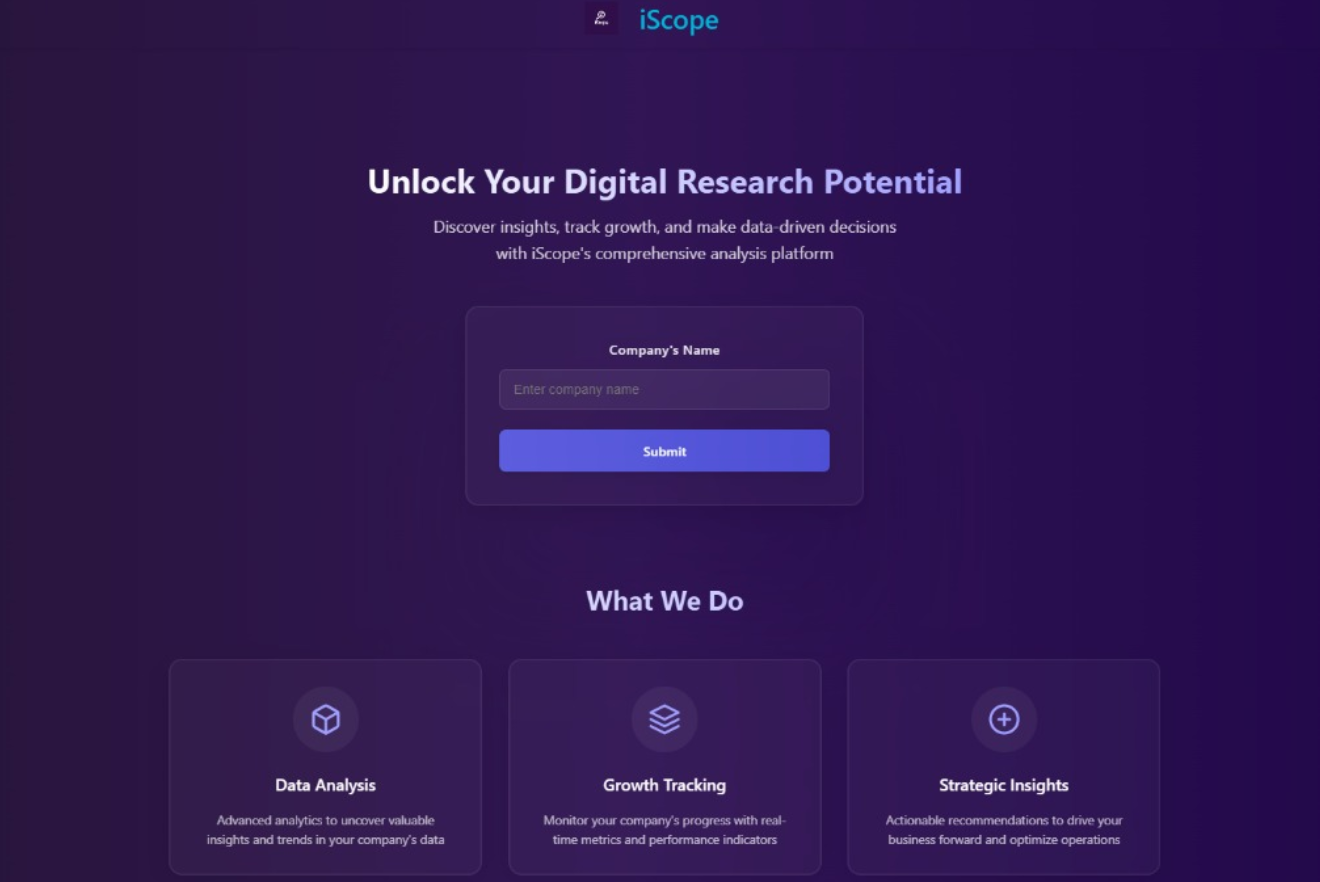 iScope
Unlock Your Digital Research Potential
Discover insights, track growth, and make data-driven decisions
with iScope's comprehensive analysis platform
Company's Name
Enter company name
Submit
What We Do
Data Analysis
Advanced analytics to uncover valuable
insights and trends in your company's data
Growth Tracking
Monitor your company's progress with real-
time metrics and performance indicators
Strategic Insights
Actionable recommendations to drive your
business forward and optimize operations